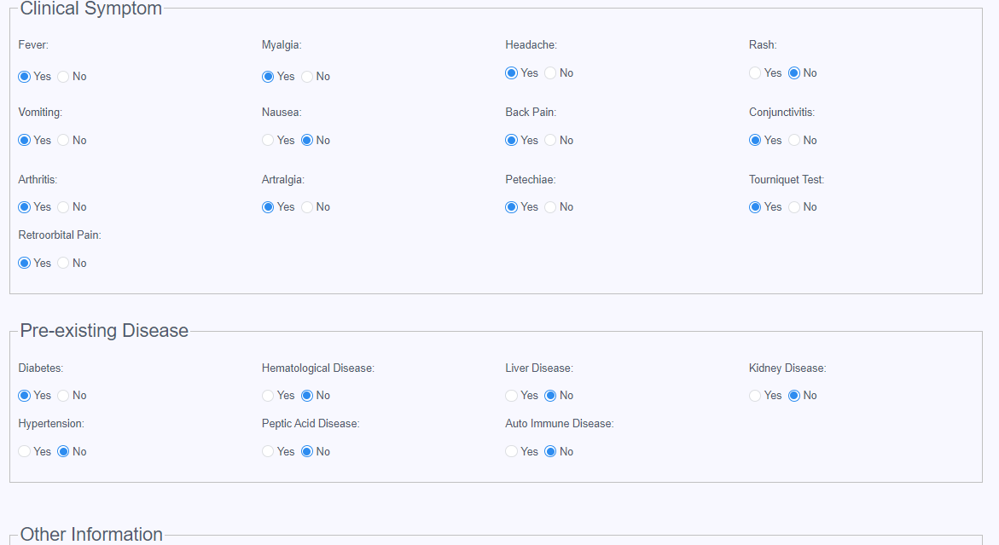 Clinical Symptom
Fever: Myalgia: Headache: Rash:
Yes No Yes No Yes No Yes No
Vomiting: Nausea: Back Pain: Conjunctivitis:
Yes No Yes No Yes No Yes No
Arthritis: Artralgia: Petechiae: Tourniquet Test:
Yes No Yes No Yes No Yes No
Retroorbital Pain:
Yes No
Pre-existing Disease
Diabetes: Hematological Disease: Liver Disease: Kidney Disease:
Yes No Yes No Yes No Yes No
Hypertension: Peptic Acid Disease: Auto Immune Disease:
Yes No Yes No Yes No
Other Information